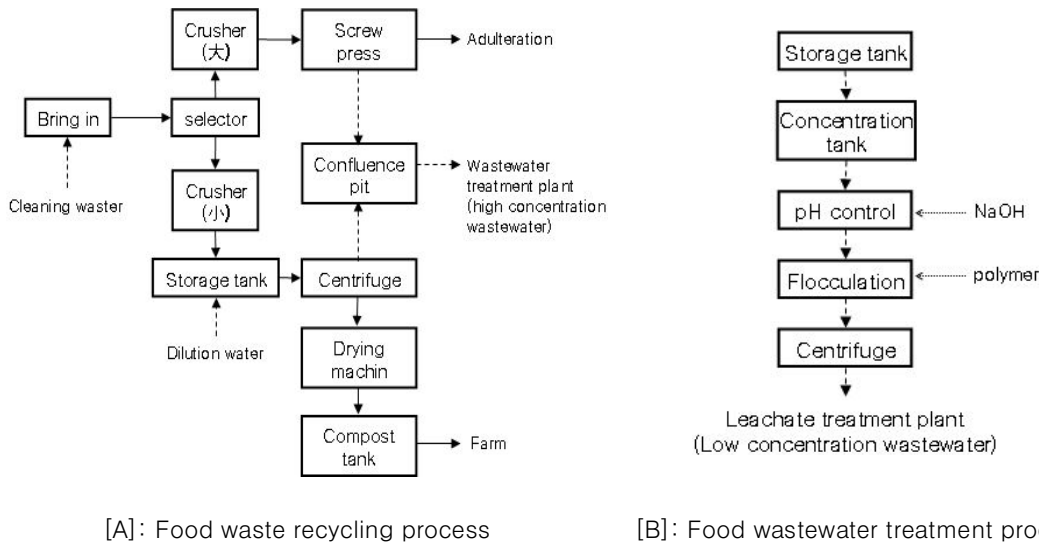 Crusher
(大)
Screw
press
Adulteration
Bring in
selector
Cleaning waster
Crusher
(小)
Confluence
pit
Wastewater
treatment plant
(high concentration
wastewater)
Storage tank
Centrifuge
Dilution water
Drying
machin
Compost
tank
Farm
[A]: Food waste recycling process
Storage tank
Concentration
tank
pH control
NaOH
Flocculation
polymer
Centrifuge
Leachate treatment plant
(Low concentration wastewater)
[B]: Food wastewater treatment proc